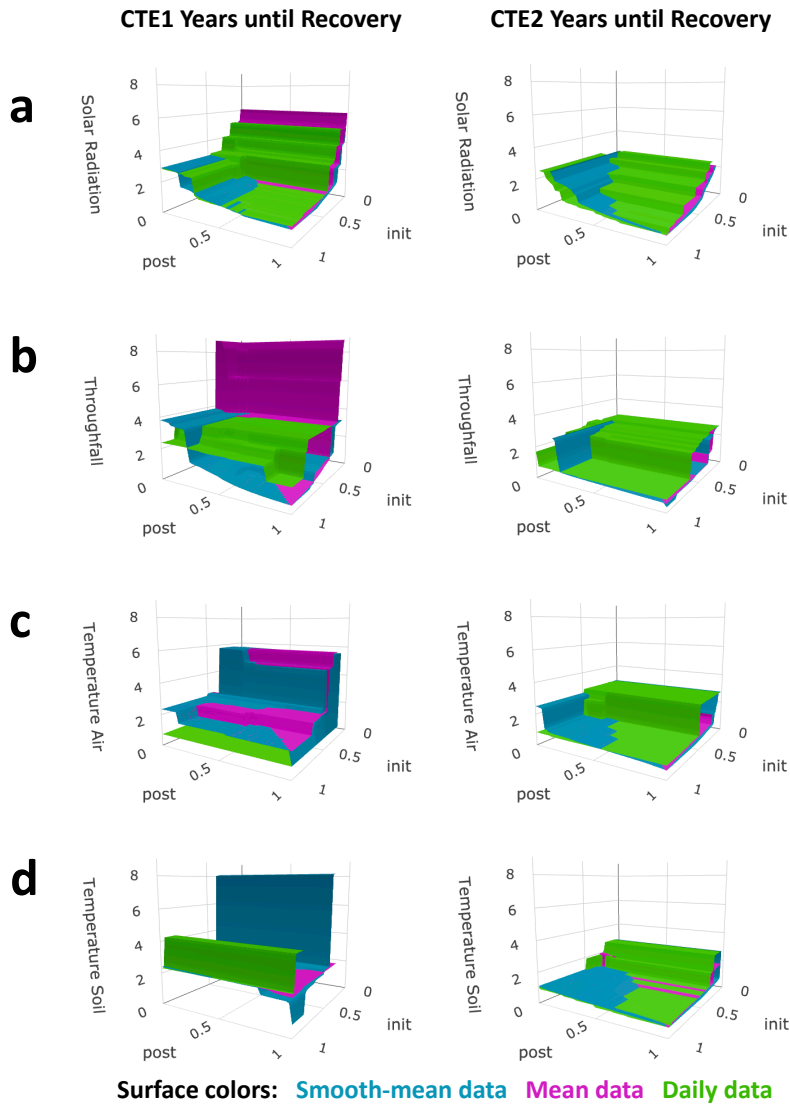 CTE1 Years until Recovery CTE2 Years until Recovery
a
Solar Radiation
8
6
4
2
0
0.5
1
post
0
0.5
1
init
Solar Radiation
8
6
4
2
0
0.5
1
post
0
0.5
1
init
b
Throughfall
8
6
4
2
0
0.5
1
post
0
0.5
1
init
Throughfall
8
6
4
2
0
0.5
1
post
0
0.5
1
init
c
Temperature Air
8
6
4
2
0
0.5
1
post
0
0.5
1
init
Temperature Air
8
6
4
2
0
0.5
1
post
0
0.5
1
init
d
Temperature Soil
8
6
4
2
0
0.5
1
post
0
0.5
1
init
Temperature Soil
8
6
4
2
0
0.5
1
post
0
0.5
1
init
Surface colors: Smooth-mean data Mean data Daily data